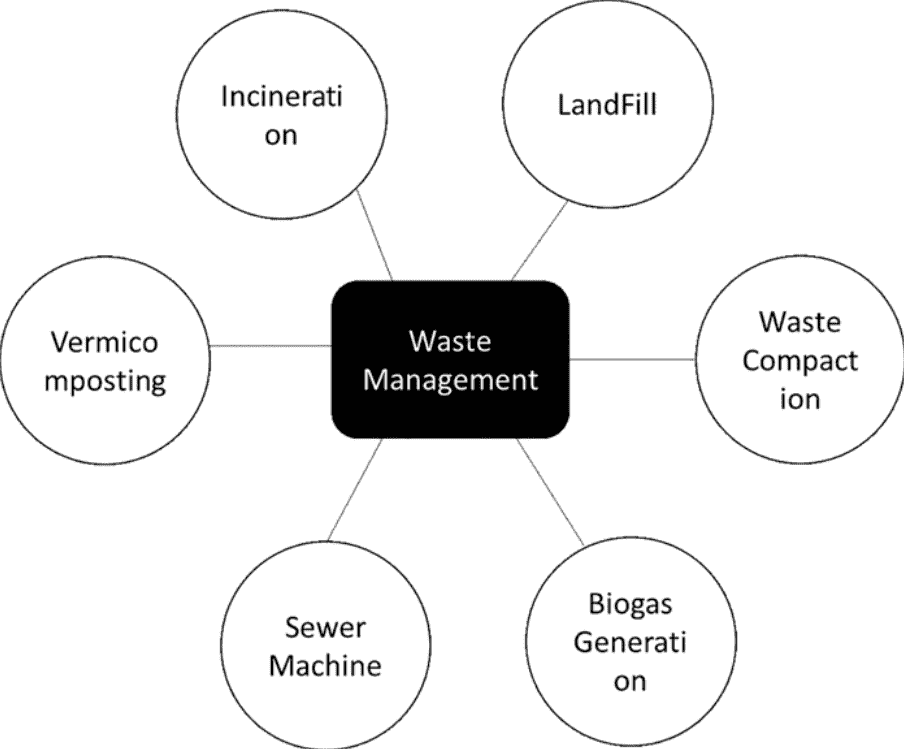 Incinerati
on
LandFill
Vermico
mposting
Waste
Management
Waste
Compact
ion
Sewer
Machine
Biogas
Generati
on